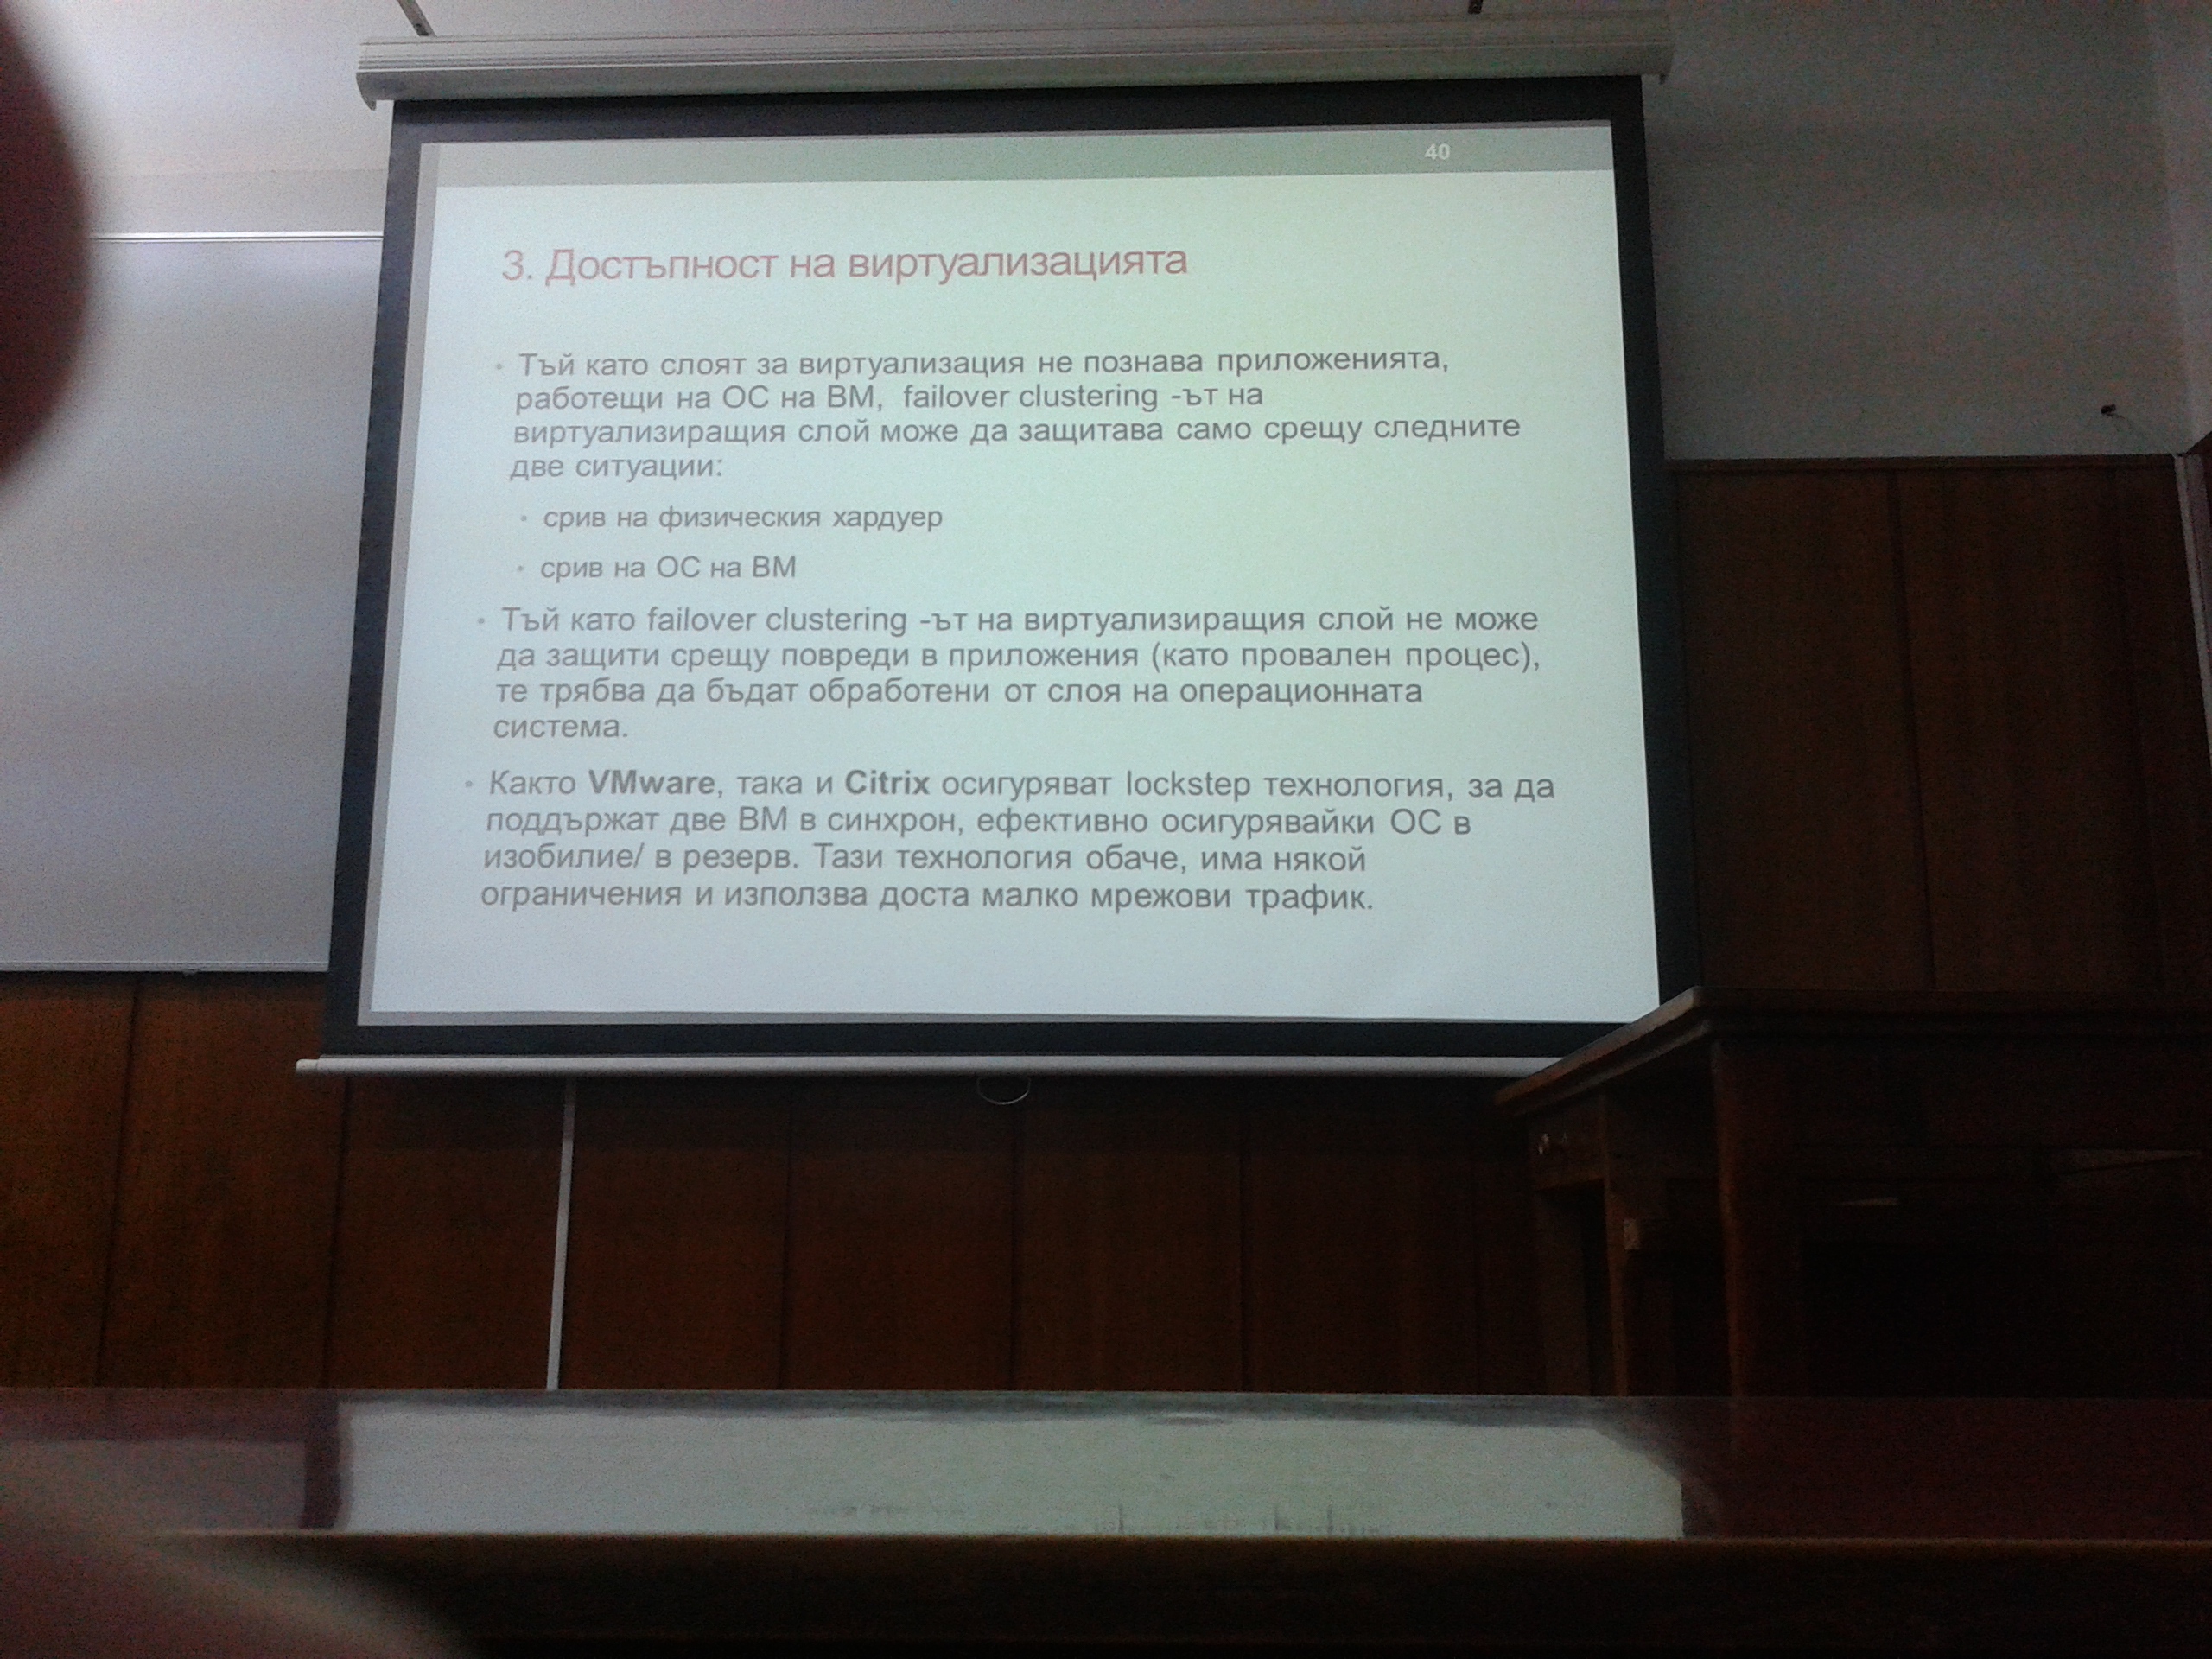 40
3. Достъпност на виртуализацията
• Тъй като слоят за виртуализация не познава приложенията,
работещи на ОС на ВМ, failover clustering -ът на
виртуализиращия слой може да защитава само срещу следните
две ситуации:
• срив на физическия хардуер
• срив на ОС на ВМ
• Тъй като failover clustering -ът на виртуализиращия слой не може
да защити срещу повреди в приложения (като провален процес),
те трябва да бъдат обработени от слоя на операционната
система.
• Както VMware, така и Citrix осигуряват lockstep технология, за да
поддържат две ВМ в синхрон, ефективно осигурявайки ОС в
изобилие/ в резерв. Тази технология обаче, има някой
ограничения и използва доста малко мрежови трафик.